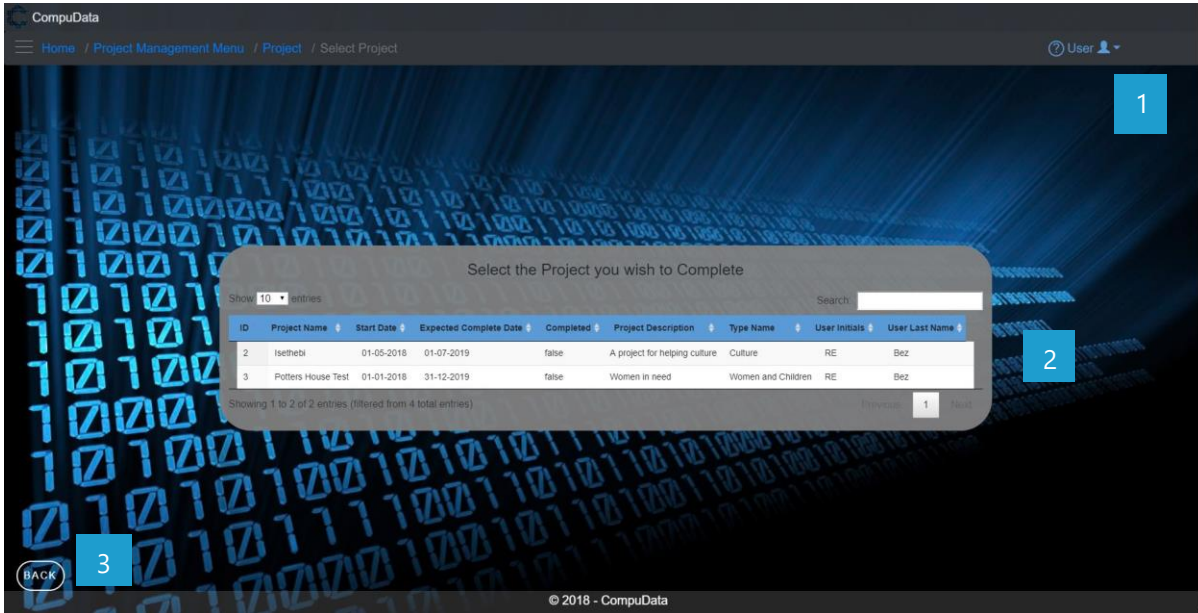 CompuData
Home / Project Management Menu / Project / Select Project
User
1
Select the Project you wish to Complete
Show 10 entries
Search
ID Project Name Start Date Expected Complete Date Completed Project Description Type Name User Initials User Last Name
2 Isethebi 01-05-2018 01-07-2019 false A project for helping culture Culture RE Bez
3 Potters House Test 01-01-2018 31-12-2019 false Women in need Women and Children RE Bez
2
Showing 1 to 2 of 2 entries (filtered from 4 total entries)
Previous 1 Next
BACK
3
© 2018 - CompuData